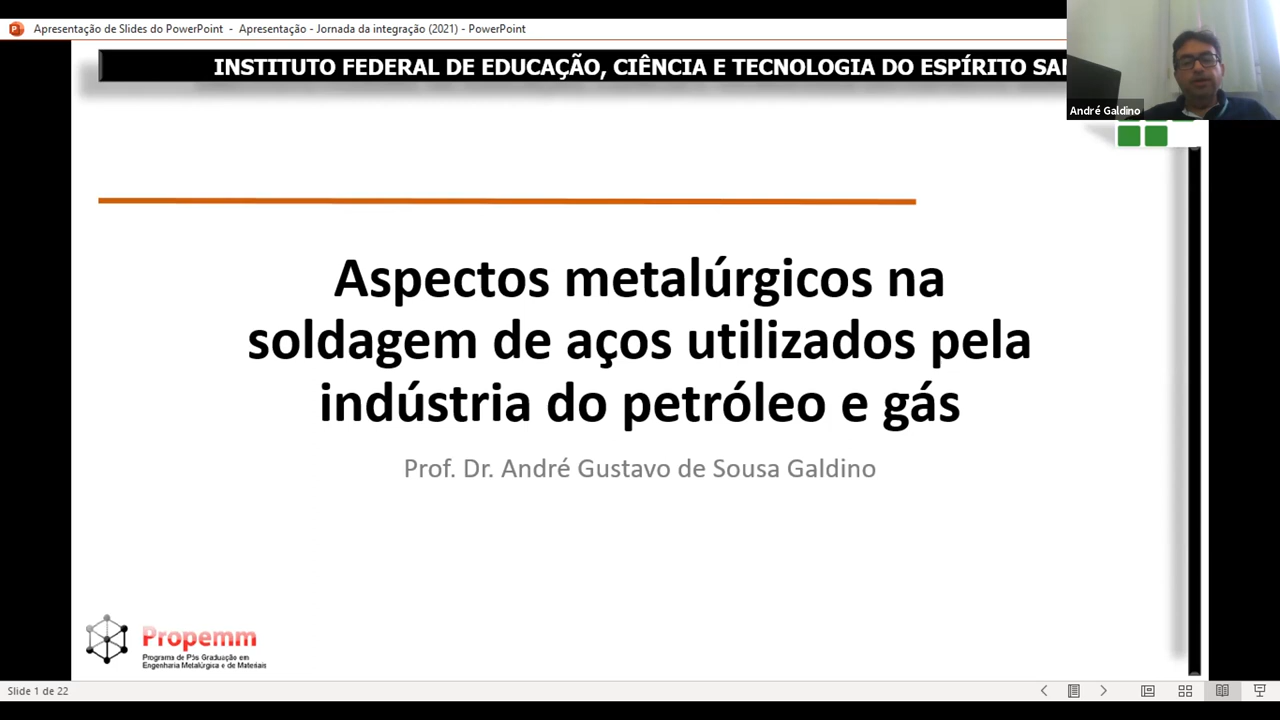 Apresentação de Slides do PowerPoint - Apresentação - Jornada da integração (2021) - PowerPoint
INSTITUTO FEDERAL DE EDUCAÇÃO, CIÊNCIA E TECNOLOGIA DO ESPÍRITO SAN
André Galdino
Aspectos metalúrgicos na
soldagem de aços utilizados pela
indústria do petróleo e gás
Prof. Dr. André Gustavo de Sousa Galdino
Propemm
Programa de Pós Graduação em
Engenharia Metalúrgica e de Materiais
Slide 1 de 22